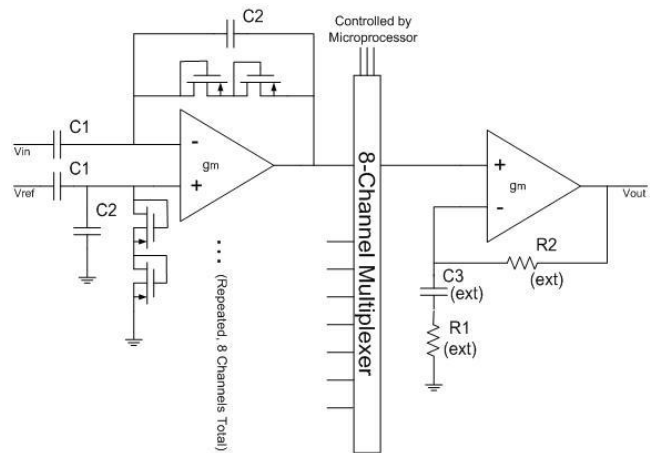 C2
Controlled by
Microprocessor
C1
Vin
-
gm
C1
Vref
+
C2
...
(Repeated, 8 Channels Total)
8-Channel Multiplexer
+
gm
-
Vout
R2
(ext)
C3
(ext)
R1
(ext)